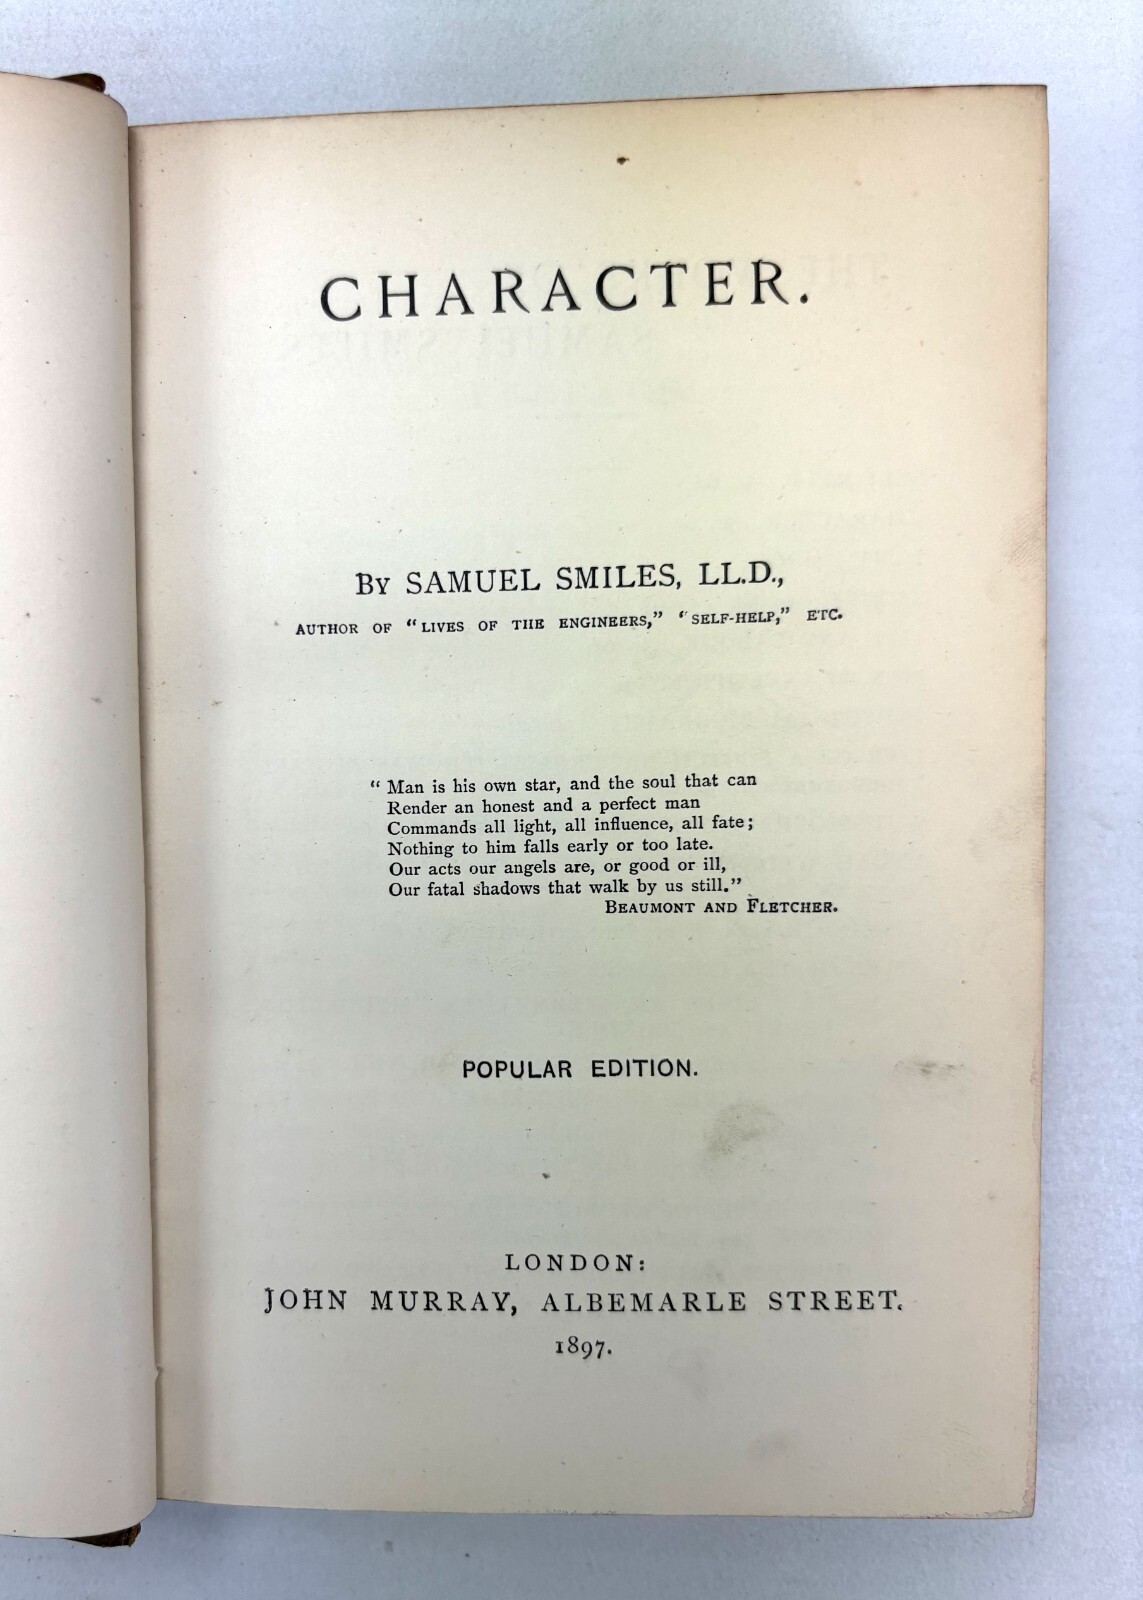 CHARACTER.
By SAMUEL SMILES, LL.D.,
AUTHOR OF "LIVES OF THE ENGINEERS," "SELF-HELP," ETC.
"Man is his own star, and the soul that can
Render an honest and a perfect man
Commands all light, all influence, all fate;
Nothing to him falls early or too late.
Our acts our angels are, or good or ill,
Our fatal shadows that walk by us still."
BEAUMONT AND FLETCHER.
POPULAR EDITION.
LONDON:
JOHN MURRAY, ALBEMARLE STREET.
1897.